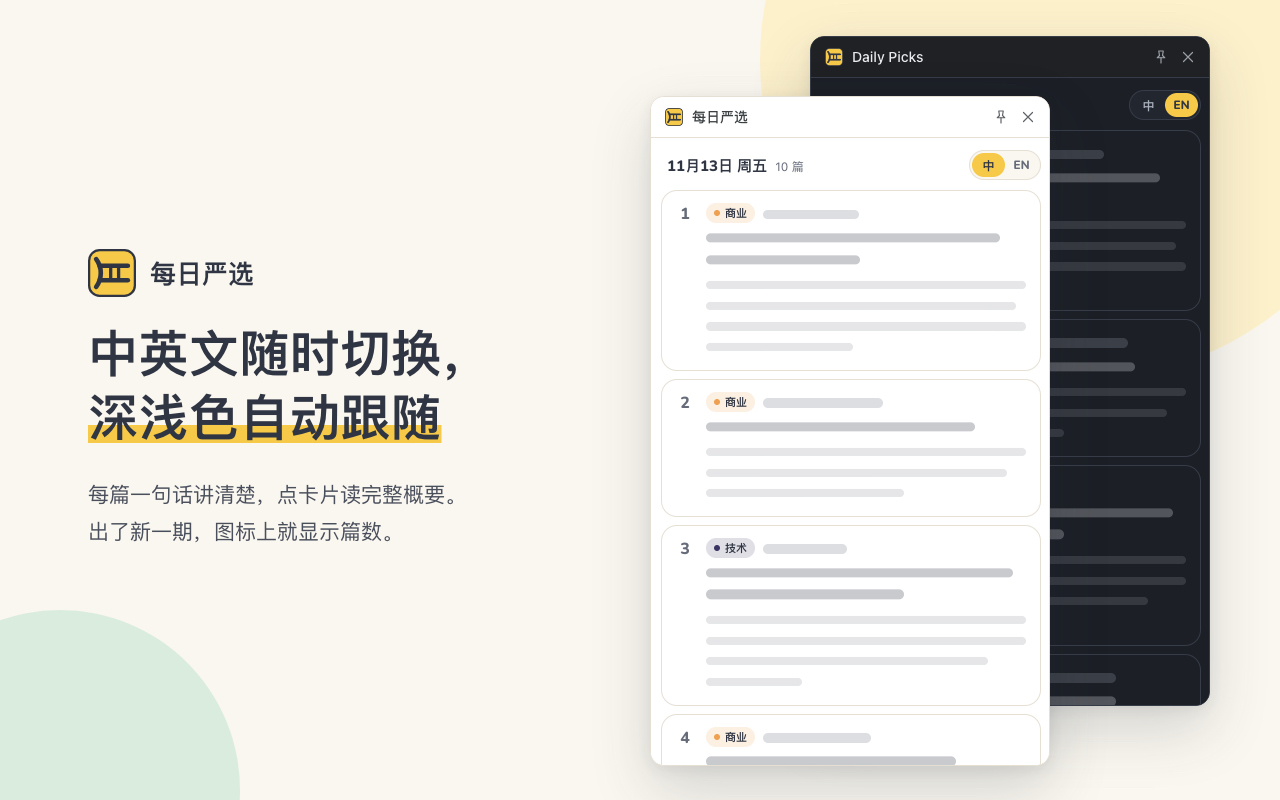 每日严选
中英文随时切换，
深浅色自动跟随
每篇一句话讲清楚，点卡片读完整概要。
出了新一期，图标上就显示篇数。
Daily Picks
中 EN
每日严选
11月13日 周五 10 篇 中 EN
1 商业
2 商业
3 技术
4 商业